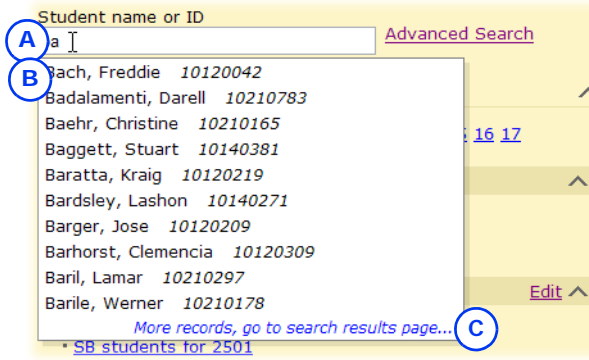 Student name or ID
A
a
Advanced Search
B
Bach, Freddie 10120042
Badalamenti, Darell 10210783
Baehr, Christine 10210165
Baggett, Stuart 10140381
16 17
Baratta, Kraig 10120219
Bardsley, Lashon 10140271
Barger, Jose 10120209
Barhorst, Clemencia 10120309
Baril, Lamar 10210297
Edit
Barile, Werner 10210178
More records, go to search results page...
C
SB students for 2501